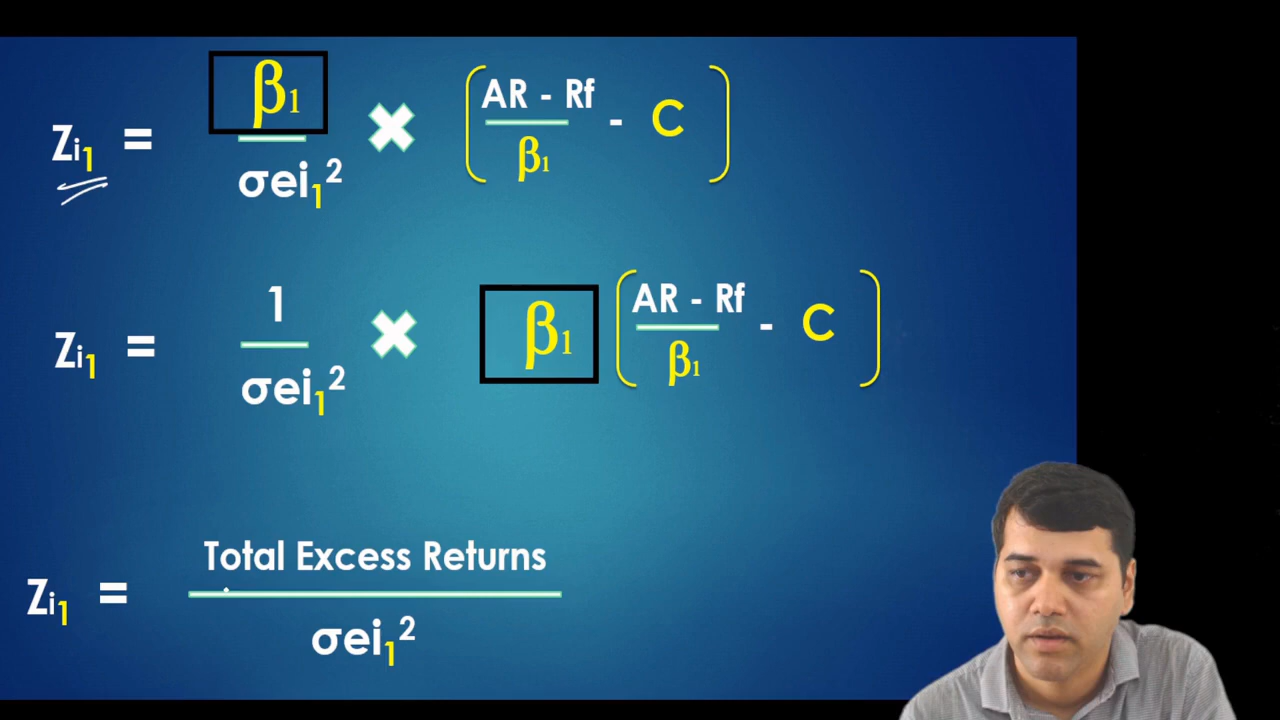 Zi1 = β1 / σei1² × ( AR - Rf / β1 - C )
Zi1 = 1 / σei1² × β1 ( AR - Rf / β1 - C )
Zi1 = Total Excess Returns / σei1²